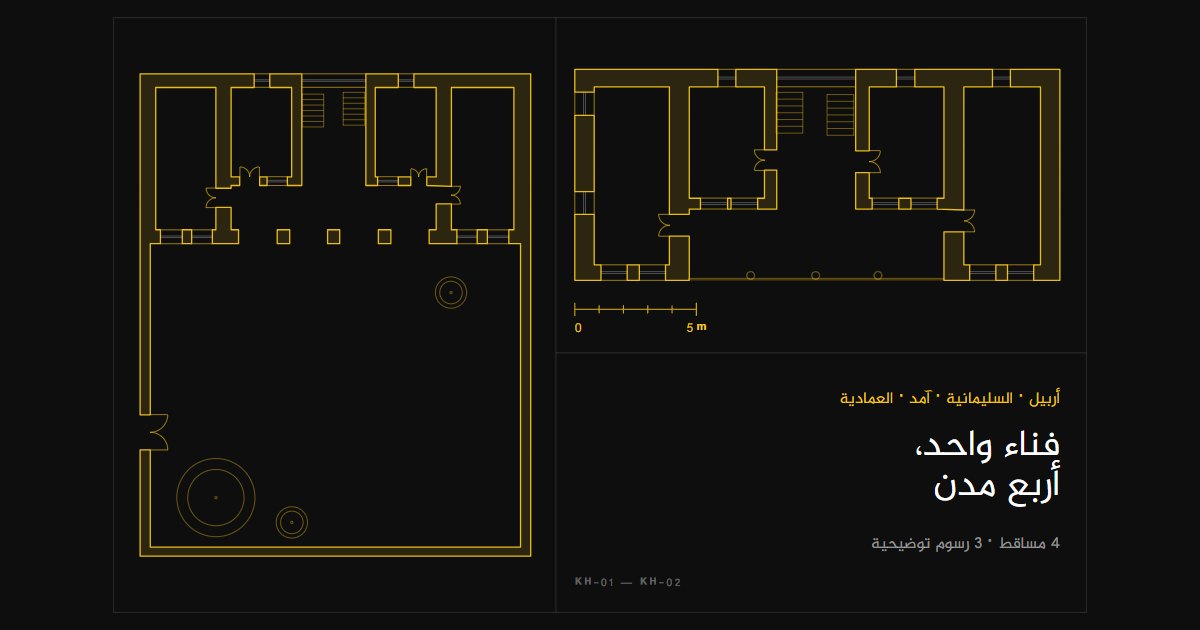 0 5 m
أربيل · السليمانية · آمد · العمادية
فناء واحد،
أربع مدن
4 مساقط · 3 رسوم توضيحية
KH-01 — KH-02